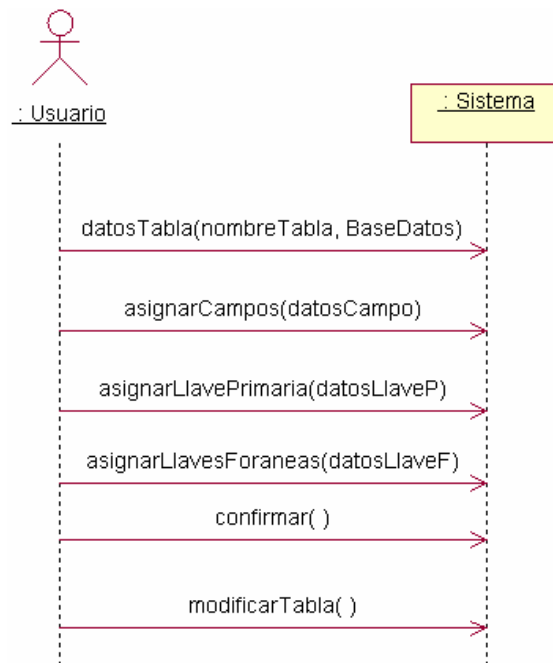 : Usuario
: Sistema
datosTabla(nombreTabla, BaseDatos)
asignarCampos(datosCampo)
asignarLlavePrimaria(datosLlaveP)
asignarLlavesForaneas(datosLlaveF)
confirmar( )
modificarTabla( )